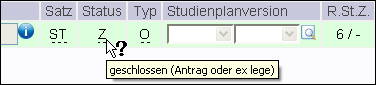 Satz Status Typ Studienplanversion R.St.Z.
ST Z O 6 / -
geschlossen (Antrag oder ex lege)